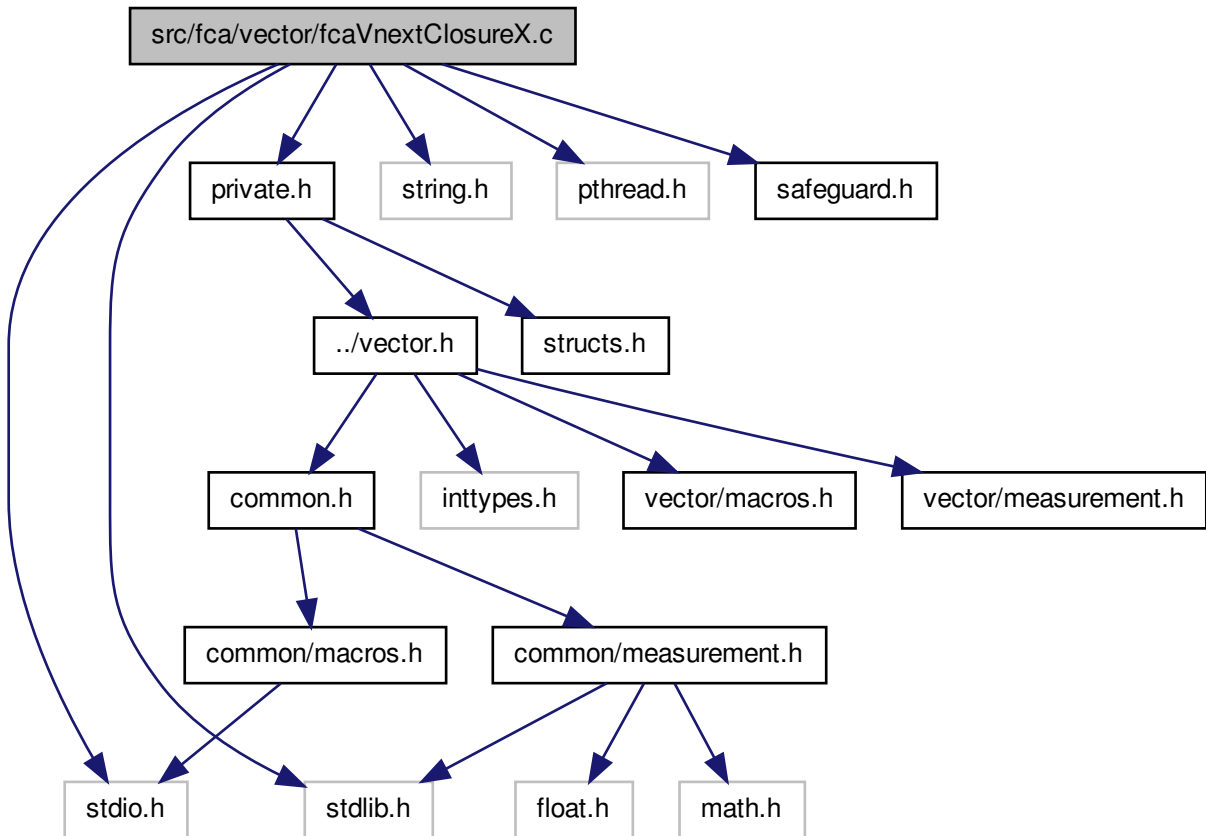 src/fca/vector/fcaVnextClosureX.c
private.h
string.h
pthread.h
safeguard.h
../vector.h
structs.h
common.h
inttypes.h
vector/macros.h
vector/measurement.h
common/macros.h
common/measurement.h
stdio.h
stdlib.h
float.h
math.h